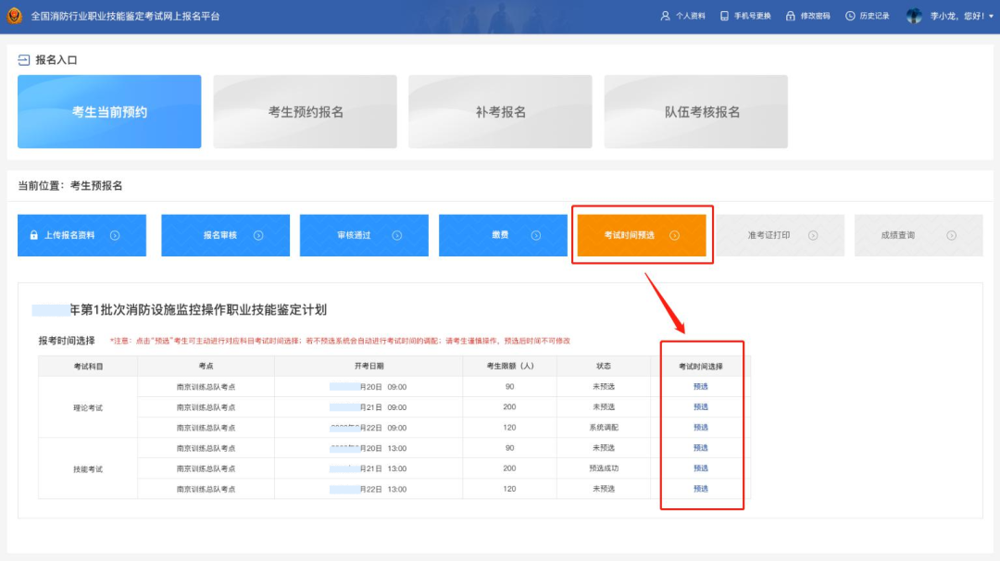 全国消防行业职业技能鉴定考试网上报名平台
个人资料 手机号更换 修改密码 历史记录 李小龙，您好！
报名入口
考生当前预约 考生预约报名 补考报名 队伍考核报名
当前位置：考生预报名
上传报名资料 报名审核 审核通过 缴费 考试时间预选 准考证打印 成绩查询
年第1批次消防设施监控操作职业技能鉴定计划
报考时间选择 *注意：点击"预选"考生可主动进行对应科目考试时间选择；若不预选系统会自动进行考试时间的调配；请考生谨慎操作，预选后时间不可修改
考试科目 考点 开考日期 考生限额（人） 状态 考试时间选择
理论考试
南京训练总队考点 月20日 09:00 90 未预选 预选
南京训练总队考点 月21日 09:00 200 未预选 预选
南京训练总队考点 月22日 09:00 120 系统调配 预选
技能考试
南京训练总队考点 月20日 13:00 90 未预选 预选
南京训练总队考点 月21日 13:00 200 预选成功 预选
南京训练总队考点 月22日 13:00 120 未预选 预选